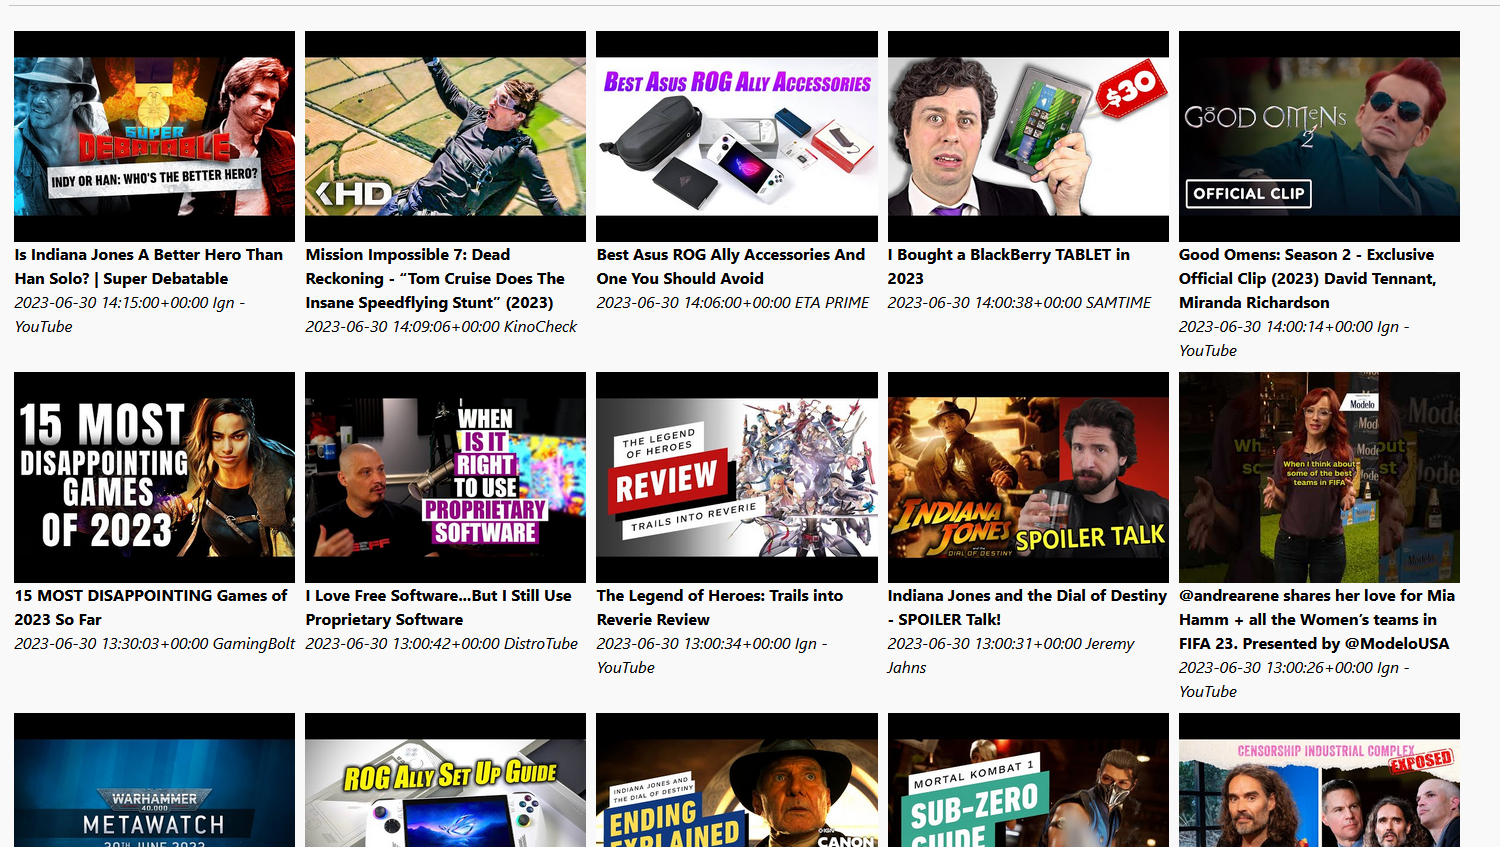 SUPER
DEBATABLE
INDY OR HAN: WHO'S THE BETTER HERO?
KHD
BEST ASUS ROG ALLY ACCESSORIES
$30
GOOD OMENS
2
OFFICIAL CLIP
Is Indiana Jones A Better Hero Than
Han Solo? | Super Debatable
2023-06-30 14:15:00+00:00 Ign -
YouTube
Mission Impossible 7: Dead
Reckoning - “Tom Cruise Does The
Insane Speedflying Stunt” (2023)
2023-06-30 14:09:06+00:00 KinoCheck
Best Asus ROG Ally Accessories And
One You Should Avoid
2023-06-30 14:06:00+00:00 ETA PRIME
I Bought a BlackBerry TABLET in
2023
2023-06-30 14:00:38+00:00 SAMTIME
Good Omens: Season 2 - Exclusive
Official Clip (2023) David Tennant,
Miranda Richardson
2023-06-30 14:00:14+00:00 Ign -
YouTube
15 MOST
DISAPPOINTING
GAMES
OF 2023
WHEN
IS IT
RIGHT
TO USE
PROPRIETARY
SOFTWARE
THE LEGEND
OF HEROES
REVIEW
TRAILS INTO REVERIE
INDIANA
JONES
AND THE
DIAL OF DESTINY
SPOILER TALK
Modelo
When I think about
some of the best
teams in FIFA
15 MOST DISAPPOINTING Games of
2023 So Far
2023-06-30 13:30:03+00:00 GamingBolt
I Love Free Software...But I Still Use
Proprietary Software
2023-06-30 13:00:42+00:00 DistroTube
The Legend of Heroes: Trails into
Reverie Review
2023-06-30 13:00:34+00:00 Ign -
YouTube
Indiana Jones and the Dial of Destiny
- SPOILER Talk!
2023-06-30 13:00:31+00:00 Jeremy
Jahns
@andrearene shares her love for Mia
Hamm + all the Women’s teams in
FIFA 23. Presented by @ModeloUSA
2023-06-30 13:00:26+00:00 Ign -
YouTube
WARHAMMER
40,000
METAWATCH
30TH JUNE 2023
ROG ALLY SET UP GUIDE
INDIANA JONES AND
THE DIAL OF DESTINY
ENDING
EXPLAINED
IGN
CANON
MORTAL KOMBAT 1
SUB-ZERO
GUIDE
CENSORSHIP INDUSTRIAL COMPLEX
EXPOSED